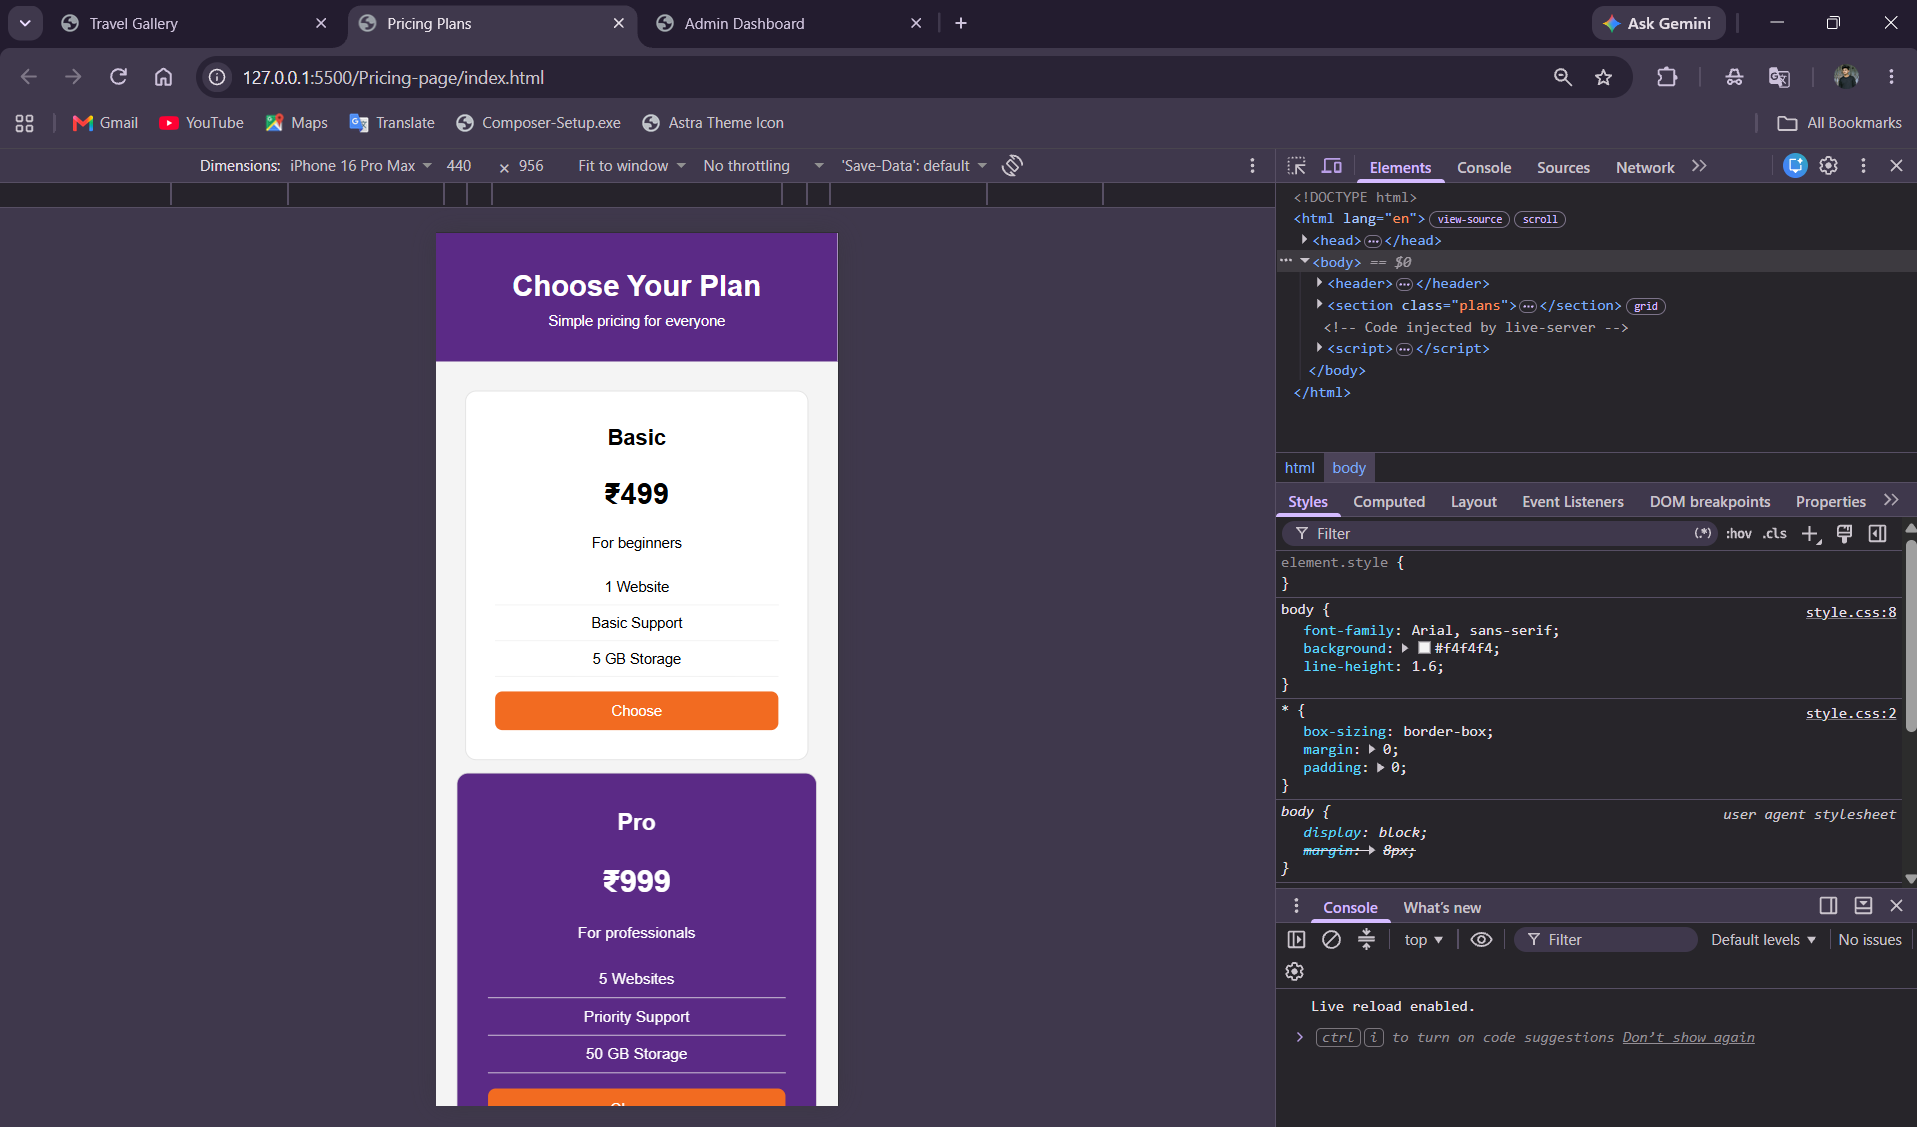 Travel Gallery
Pricing Plans
Admin Dashboard
Ask Gemini
127.0.0.1:5500/Pricing-page/index.html
Gmail
YouTube
Maps
Translate
Composer-Setup.exe
Astra Theme Icon
All Bookmarks
Dimensions: iPhone 16 Pro Max 440 × 956 Fit to window No throttling 'Save-Data': default
Choose Your Plan
Simple pricing for everyone
Basic
₹499
For beginners
1 Website
Basic Support
5 GB Storage
Choose
Pro
₹999
For professionals
5 Websites
Priority Support
50 GB Storage
Elements Console Sources Network
<!DOCTYPE html>
<html lang="en"> view-source scroll
<head> … </head>
<body> == $0
<header> … </header>
<section class="plans"> … </section> grid
<!-- Code injected by live-server -->
<script> … </script>
</body>
</html>
html body
Styles Computed Layout Event Listeners DOM breakpoints Properties
Filter (.*) :hov .cls
element.style {
}
body { style.css:8
font-family: Arial, sans-serif;
background: #f4f4f4;
line-height: 1.6;
}
* { style.css:2
box-sizing: border-box;
margin: 0;
padding: 0;
}
body { user agent stylesheet
display: block;
margin: 8px;
}
Console What's new
top Filter Default levels No issues
Live reload enabled.
ctrl i to turn on code suggestions Don't show again